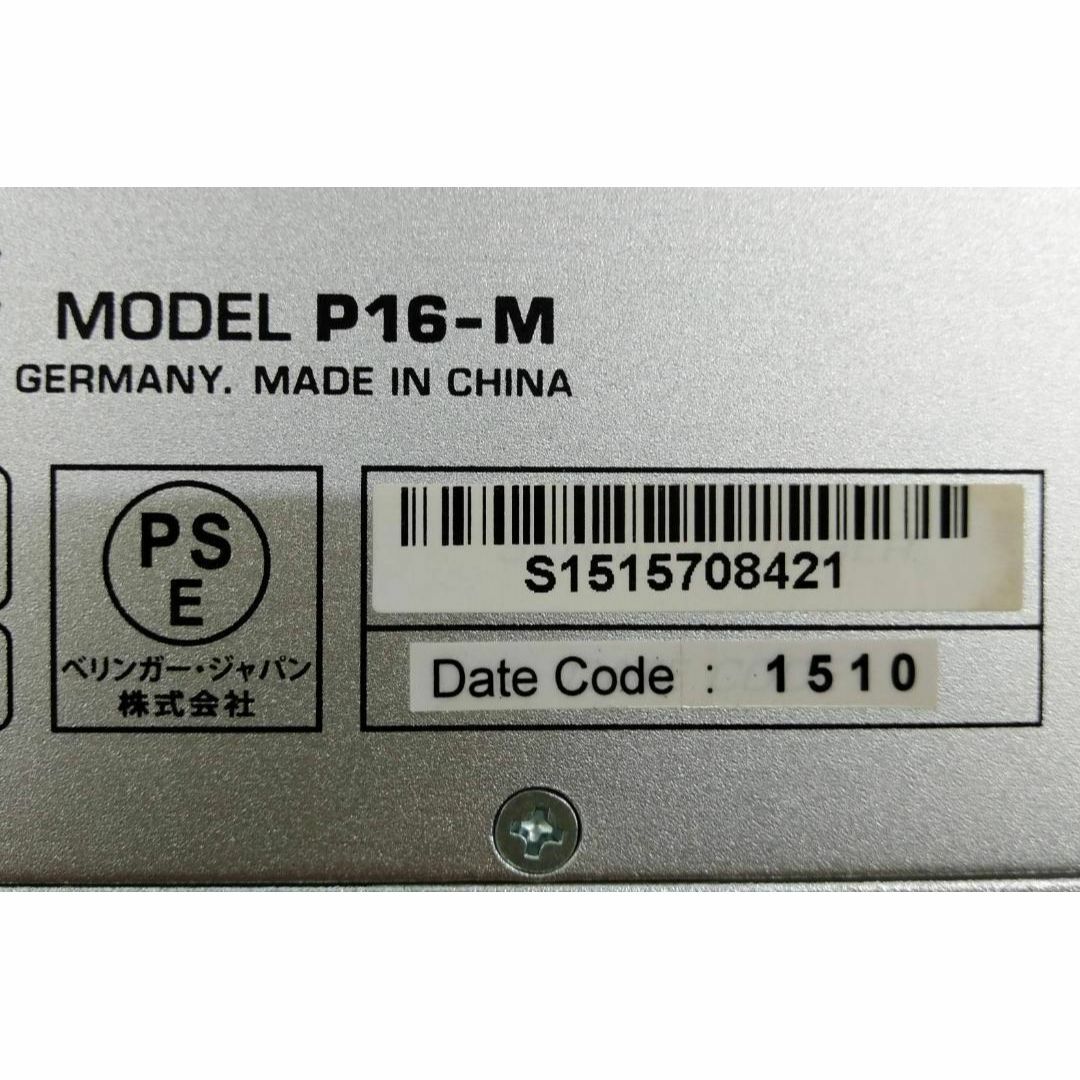 MODEL P16-M
GERMANY. MADE IN CHINA
PS
E
ベリンガー・ジャパン
株式会社
S1515708421
Date Code : 1510